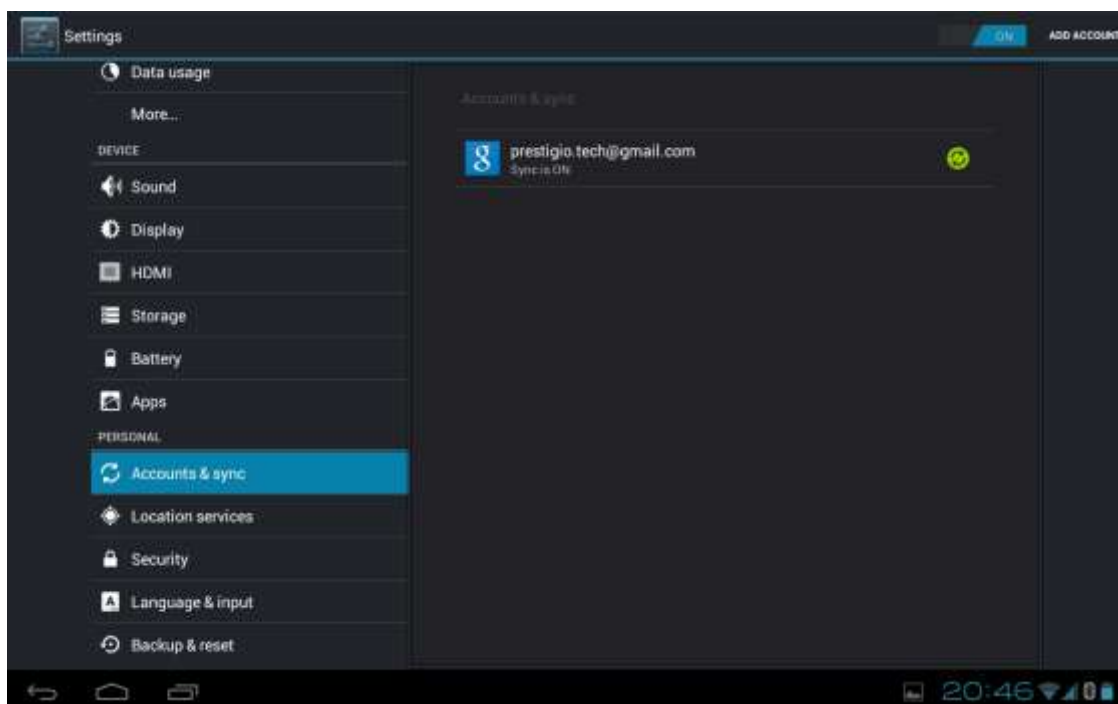 Settings
ON
ADD ACCOUNT
Data usage
More...
DEVICE
Sound
Display
HDMI
Storage
Battery
Apps
PERSONAL
Accounts & sync
Location services
Security
Language & input
Backup & reset
Accounts & sync
prestigio.tech@gmail.com
Sync is ON
20:46